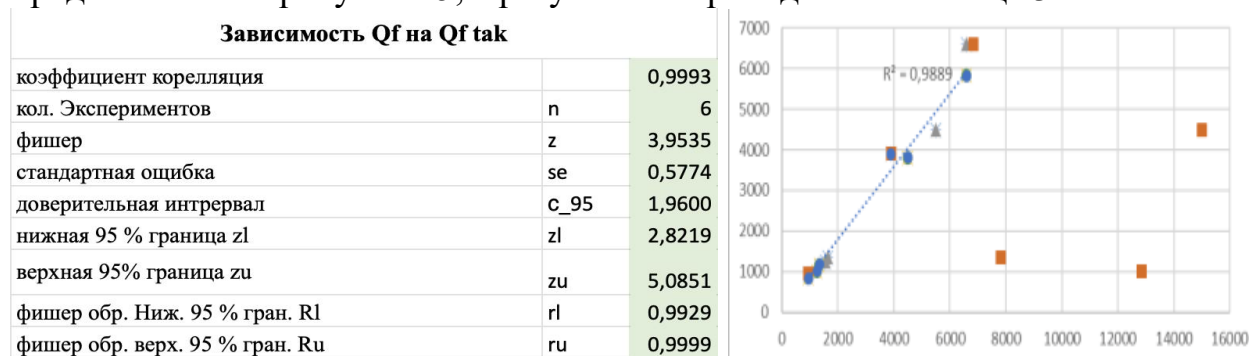 Зависимость Qf на Qf tak
коэффициент корелляция 0,9993
кол. Экспериментов n 6
фишер z 3,9535
стандартная ощибка se 0,5774
доверительная интрервал c_95 1,9600
нижная 95 % граница zl zl 2,8219
верхная 95% граница zu zu 5,0851
фишер обр. Ниж. 95 % гран. Rl rl 0,9929
фишер обр. верх. 95 % гран. Ru ru 0,9999
7000
6000
5000
4000
3000
2000
1000
0
R² = 0,9889
0 2000 4000 6000 8000 10000 12000 14000 16000